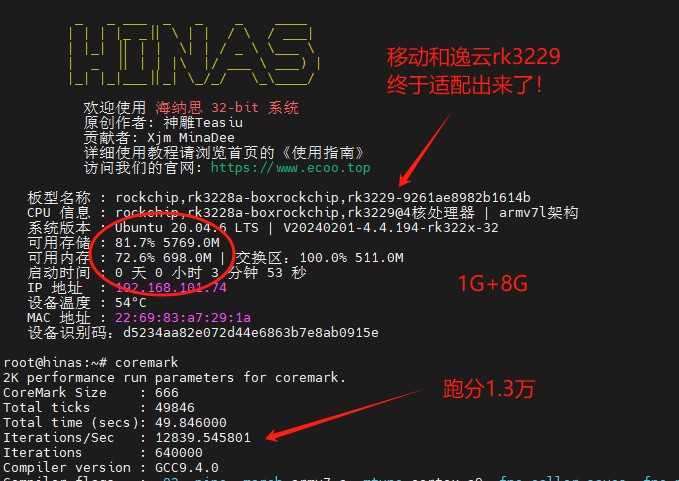 HINAS
移动和逸云rk3229
终于适配出来了！
欢迎使用 海纳思 32-bit 系统
原创作者: 神雕Teasiu
贡献者: Xjm MinaDee
详细使用教程请浏览首页的《使用指南》
访问我们的官网: https://www.ecoo.top
板型名称 : rockchip,rk3228a-boxrockchip,rk3229-9261ae8982b1614b
CPU 信息 : rockchip,rk3228a-boxrockchip,rk3229@4核处理器 | armv7l架构
系统版本 : Ubuntu 20.04.6 LTS | V20240201-4.4.194-rk322x-32
可用存储 : 81.7% 5769.0M
可用内存 : 72.6% 698.0M | 交换区: 100.0% 511.0M
启动时间 : 0 天 0 小时 3 分钟 53 秒
IP 地址 : 192.168.101.74
1G+8G
设备温度 : 54°C
MAC 地址 : 22:69:83:a7:29:1a
设备识别码: d5234aa82e072d44e6863b7e8ab0915e
root@hinas:~# coremark
2K performance run parameters for coremark.
CoreMark Size : 666
跑分1.3万
Total ticks : 49846
Total time (secs): 49.846000
Iterations/Sec : 12839.545801
Iterations : 640000
Compiler version : GCC9.4.0